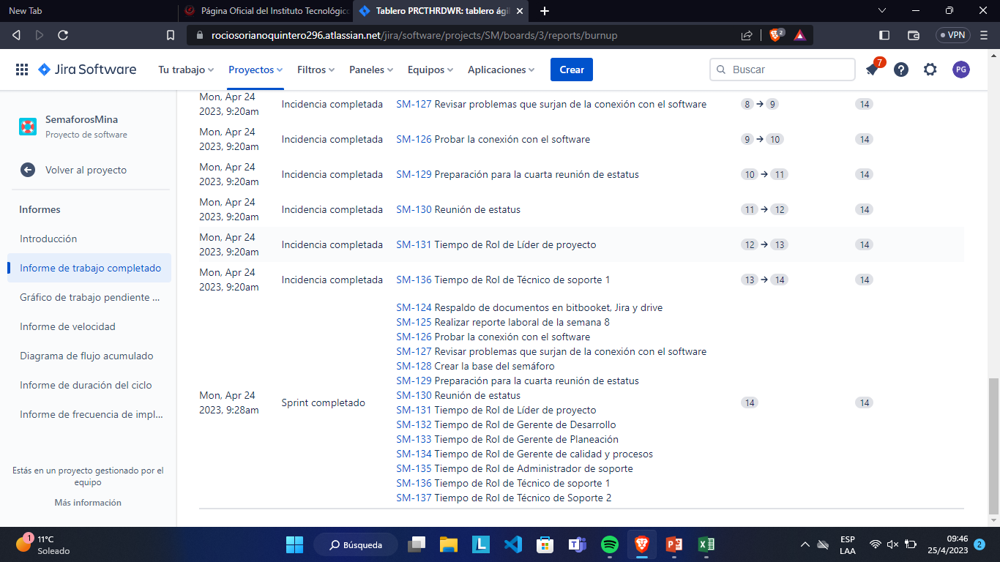 New Tab
Página Oficial del Instituto Tecnológico
Tablero PRCTHRDWR: tablero ági
rociosorianoquintero296.atlassian.net/jira/software/projects/SM/boards/3/reports/burnup
2
VPN
Jira Software
Tu trabajo
Proyectos
Filtros
Paneles
Equipos
Aplicaciones
Crear
Buscar
7
PG
SemaforosMina
Proyecto de software
Volver al proyecto
Informes
Introducción
Informe de trabajo completado
Gráfico de trabajo pendiente ...
Informe de velocidad
Diagrama de flujo acumulado
Informe de duración del ciclo
Informe de frecuencia de impl...
Estás en un proyecto gestionado por el
equipo
Más información
Mon, Apr 24
2023, 9:20am
Incidencia completada
SM-127 Revisar problemas que surjan de la conexión con el software
8 → 9
14
Mon, Apr 24
2023, 9:20am
Incidencia completada
SM-126 Probar la conexión con el software
9 → 10
14
Mon, Apr 24
2023, 9:20am
Incidencia completada
SM-129 Preparación para la cuarta reunión de estatus
10 → 11
14
Mon, Apr 24
2023, 9:20am
Incidencia completada
SM-130 Reunión de estatus
11 → 12
14
Mon, Apr 24
2023, 9:20am
Incidencia completada
SM-131 Tiempo de Rol de Líder de proyecto
12 → 13
14
Mon, Apr 24
2023, 9:20am
Incidencia completada
SM-136 Tiempo de Rol de Técnico de soporte 1
13 → 14
14
Mon, Apr 24
2023, 9:28am
Sprint completado
SM-124 Respaldo de documentos en bitbooket, Jira y drive
SM-125 Realizar reporte laboral de la semana 8
SM-126 Probar la conexión con el software
SM-127 Revisar problemas que surjan de la conexión con el software
SM-128 Crear la base del semáforo
SM-129 Preparación para la cuarta reunión de estatus
SM-130 Reunión de estatus
SM-131 Tiempo de Rol de Líder de proyecto
SM-132 Tiempo de Rol de Gerente de Desarrollo
SM-133 Tiempo de Rol de Gerente de Planeación
SM-134 Tiempo de Rol de Gerente de calidad y procesos
SM-135 Tiempo de Rol de Administrador de soporte
SM-136 Tiempo de Rol de Técnico de soporte 1
SM-137 Tiempo de Rol de Técnico de Soporte 2
14
14
1
11°C
Soleado
Búsqueda
L
ESP
LAA
09:46
25/4/2023
2